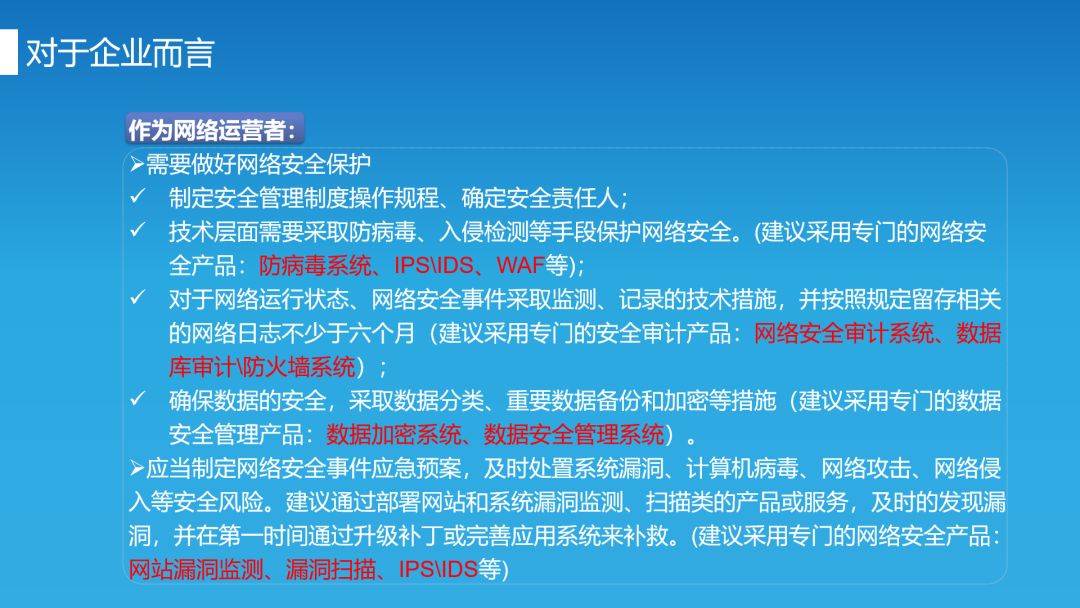 对于企业而言
作为网络运营者：
➢需要做好网络安全保护
✓ 制定安全管理制度操作规程、确定安全责任人；
✓ 技术层面需要采取防病毒、入侵检测等手段保护网络安全。(建议采用专门的网络安
全产品：防病毒系统、IPS\IDS、WAF等);
✓ 对于网络运行状态、网络安全事件采取监测、记录的技术措施，并按照规定留存相关
的网络日志不少于六个月（建议采用专门的安全审计产品：网络安全审计系统、数据
库审计\防火墙系统）；
✓ 确保数据的安全，采取数据分类、重要数据备份和加密等措施（建议采用专门的数据
安全管理产品：数据加密系统、数据安全管理系统）。
➢应当制定网络安全事件应急预案，及时处置系统漏洞、计算机病毒、网络攻击、网络侵
入等安全风险。建议通过部署网站和系统漏洞监测、扫描类的产品或服务，及时的发现漏
洞，并在第一时间通过升级补丁或完善应用系统来补救。(建议采用专门的网络安全产品：
网站漏洞监测、漏洞扫描、IPS\IDS等)